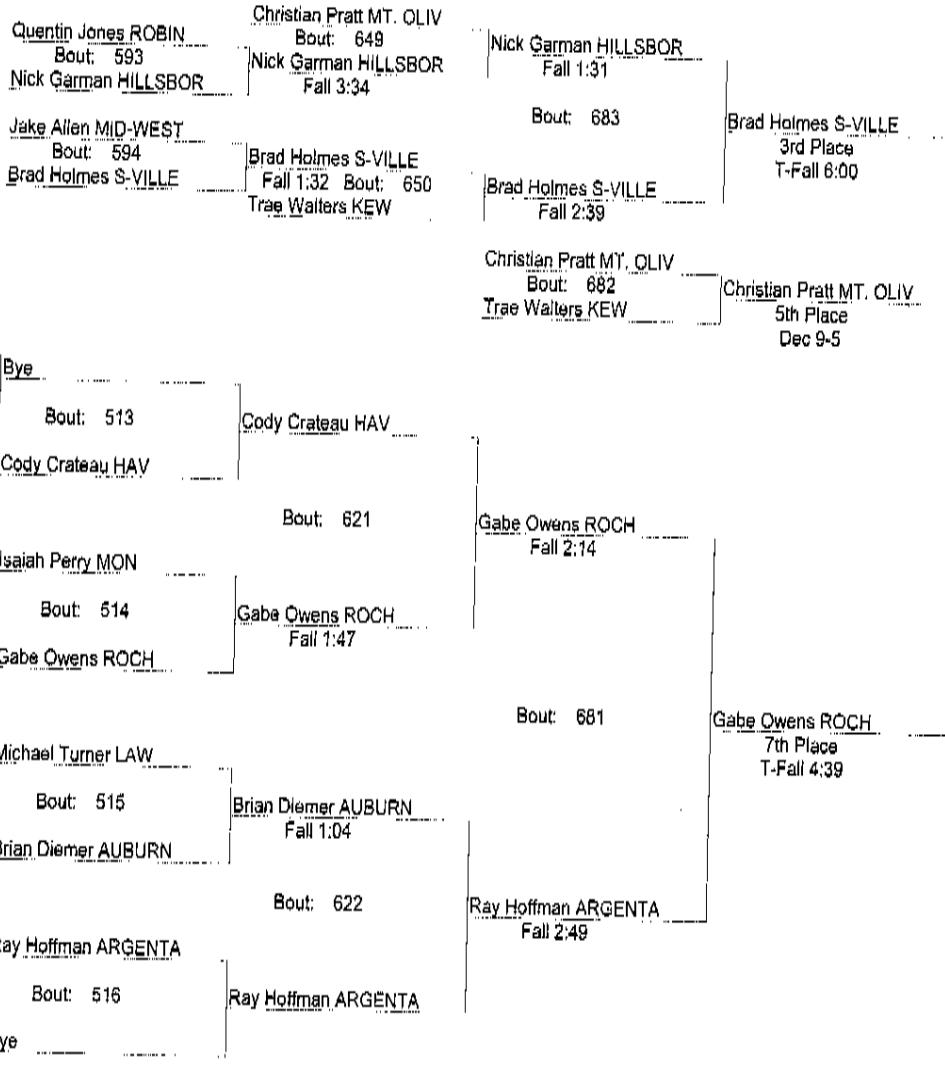 Quentin Jones ROBIN
Bout: 593
Nick Garman HILLSBOR
Christian Pratt MT. OLIV
Bout: 649
Nick Garman HILLSBOR
Fall 3:34
Nick Garman HILLSBOR
Fall 1:31
Jake Allen MID-WEST
Bout: 594
Brad Holmes S-VILLE
Brad Holmes S-VILLE
Fall 1:32 Bout: 650
Trae Walters KEW
Bout: 683
Brad Holmes S-VILLE
Fall 2:39
Brad Holmes S-VILLE
3rd Place
T-Fall 6:00
Christian Pratt MT. OLIV
Bout: 682
Trae Walters KEW
Christian Pratt MT. OLIV
5th Place
Dec 9-5
Bye
Bout: 513
Cody Crateau HAV
Cody Crateau HAV
Bout: 621
Gabe Owens ROCH
Fall 2:14
Isaiah Perry MON
Bout: 514
Gabe Owens ROCH
Gabe Owens ROCH
Fall 1:47
Bout: 681
Gabe Owens ROCH
7th Place
T-Fall 4:39
Michael Turner LAW
Bout: 515
Brian Diemer AUBURN
Brian Diemer AUBURN
Fall 1:04
Bout: 622
Ray Hoffman ARGENTA
Fall 2:49
Ray Hoffman ARGENTA
Bout: 516
ye
Ray Hoffman ARGENTA